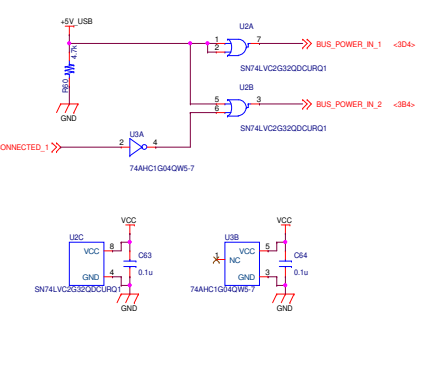 +5V_USB
U2A
1
2
7
BUS_POWER_IN_1 <3D4>
4.7k
R60
SN74LVC2G32QDCURQ1
U2B
5
6
3
BUS_POWER_IN_2 <3B4>
GND
SN74LVC2G32QDCURQ1
U3A
ONNECTED_1
2
4
74AHC1G04QW5-7
VCC
VCC
U2C
U3B
VCC
8
C63
1
NC
VCC
5
C64
GND
4
0.1u
GND
3
0.1u
SN74LVC2G32QDCURQ1
74AHC1G04QW5-7
GND
GND